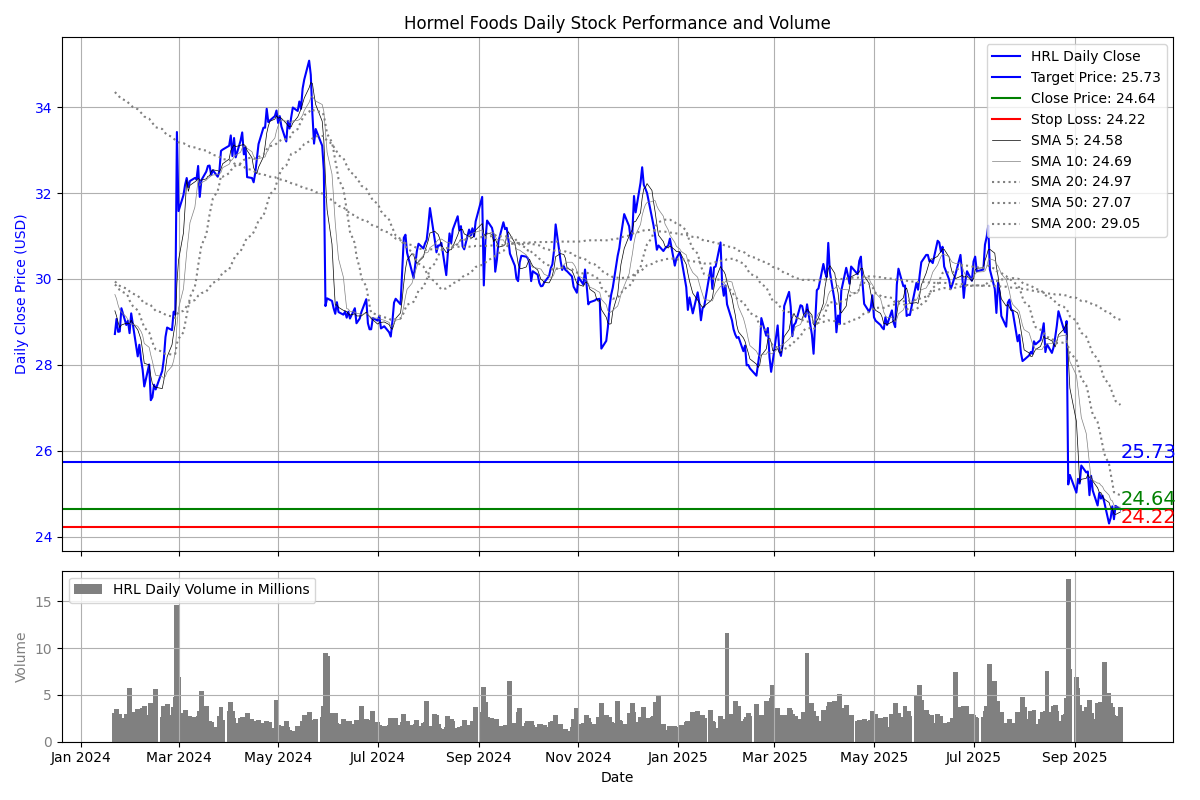 Hormel Foods Daily Stock Performance and Volume
Daily Close Price (USD)
34
32
30
28
26
24
HRL Daily Close
Target Price: 25.73
Close Price: 24.64
Stop Loss: 24.22
SMA 5: 24.58
SMA 10: 24.69
SMA 20: 24.97
SMA 50: 27.07
SMA 200: 29.05
25.73
24.64
24.22
HRL Daily Volume in Millions
Volume
15
10
5
0
Jan 2024 Mar 2024 May 2024 Jul 2024 Sep 2024 Nov 2024 Jan 2025 Mar 2025 May 2025 Jul 2025 Sep 2025
Date